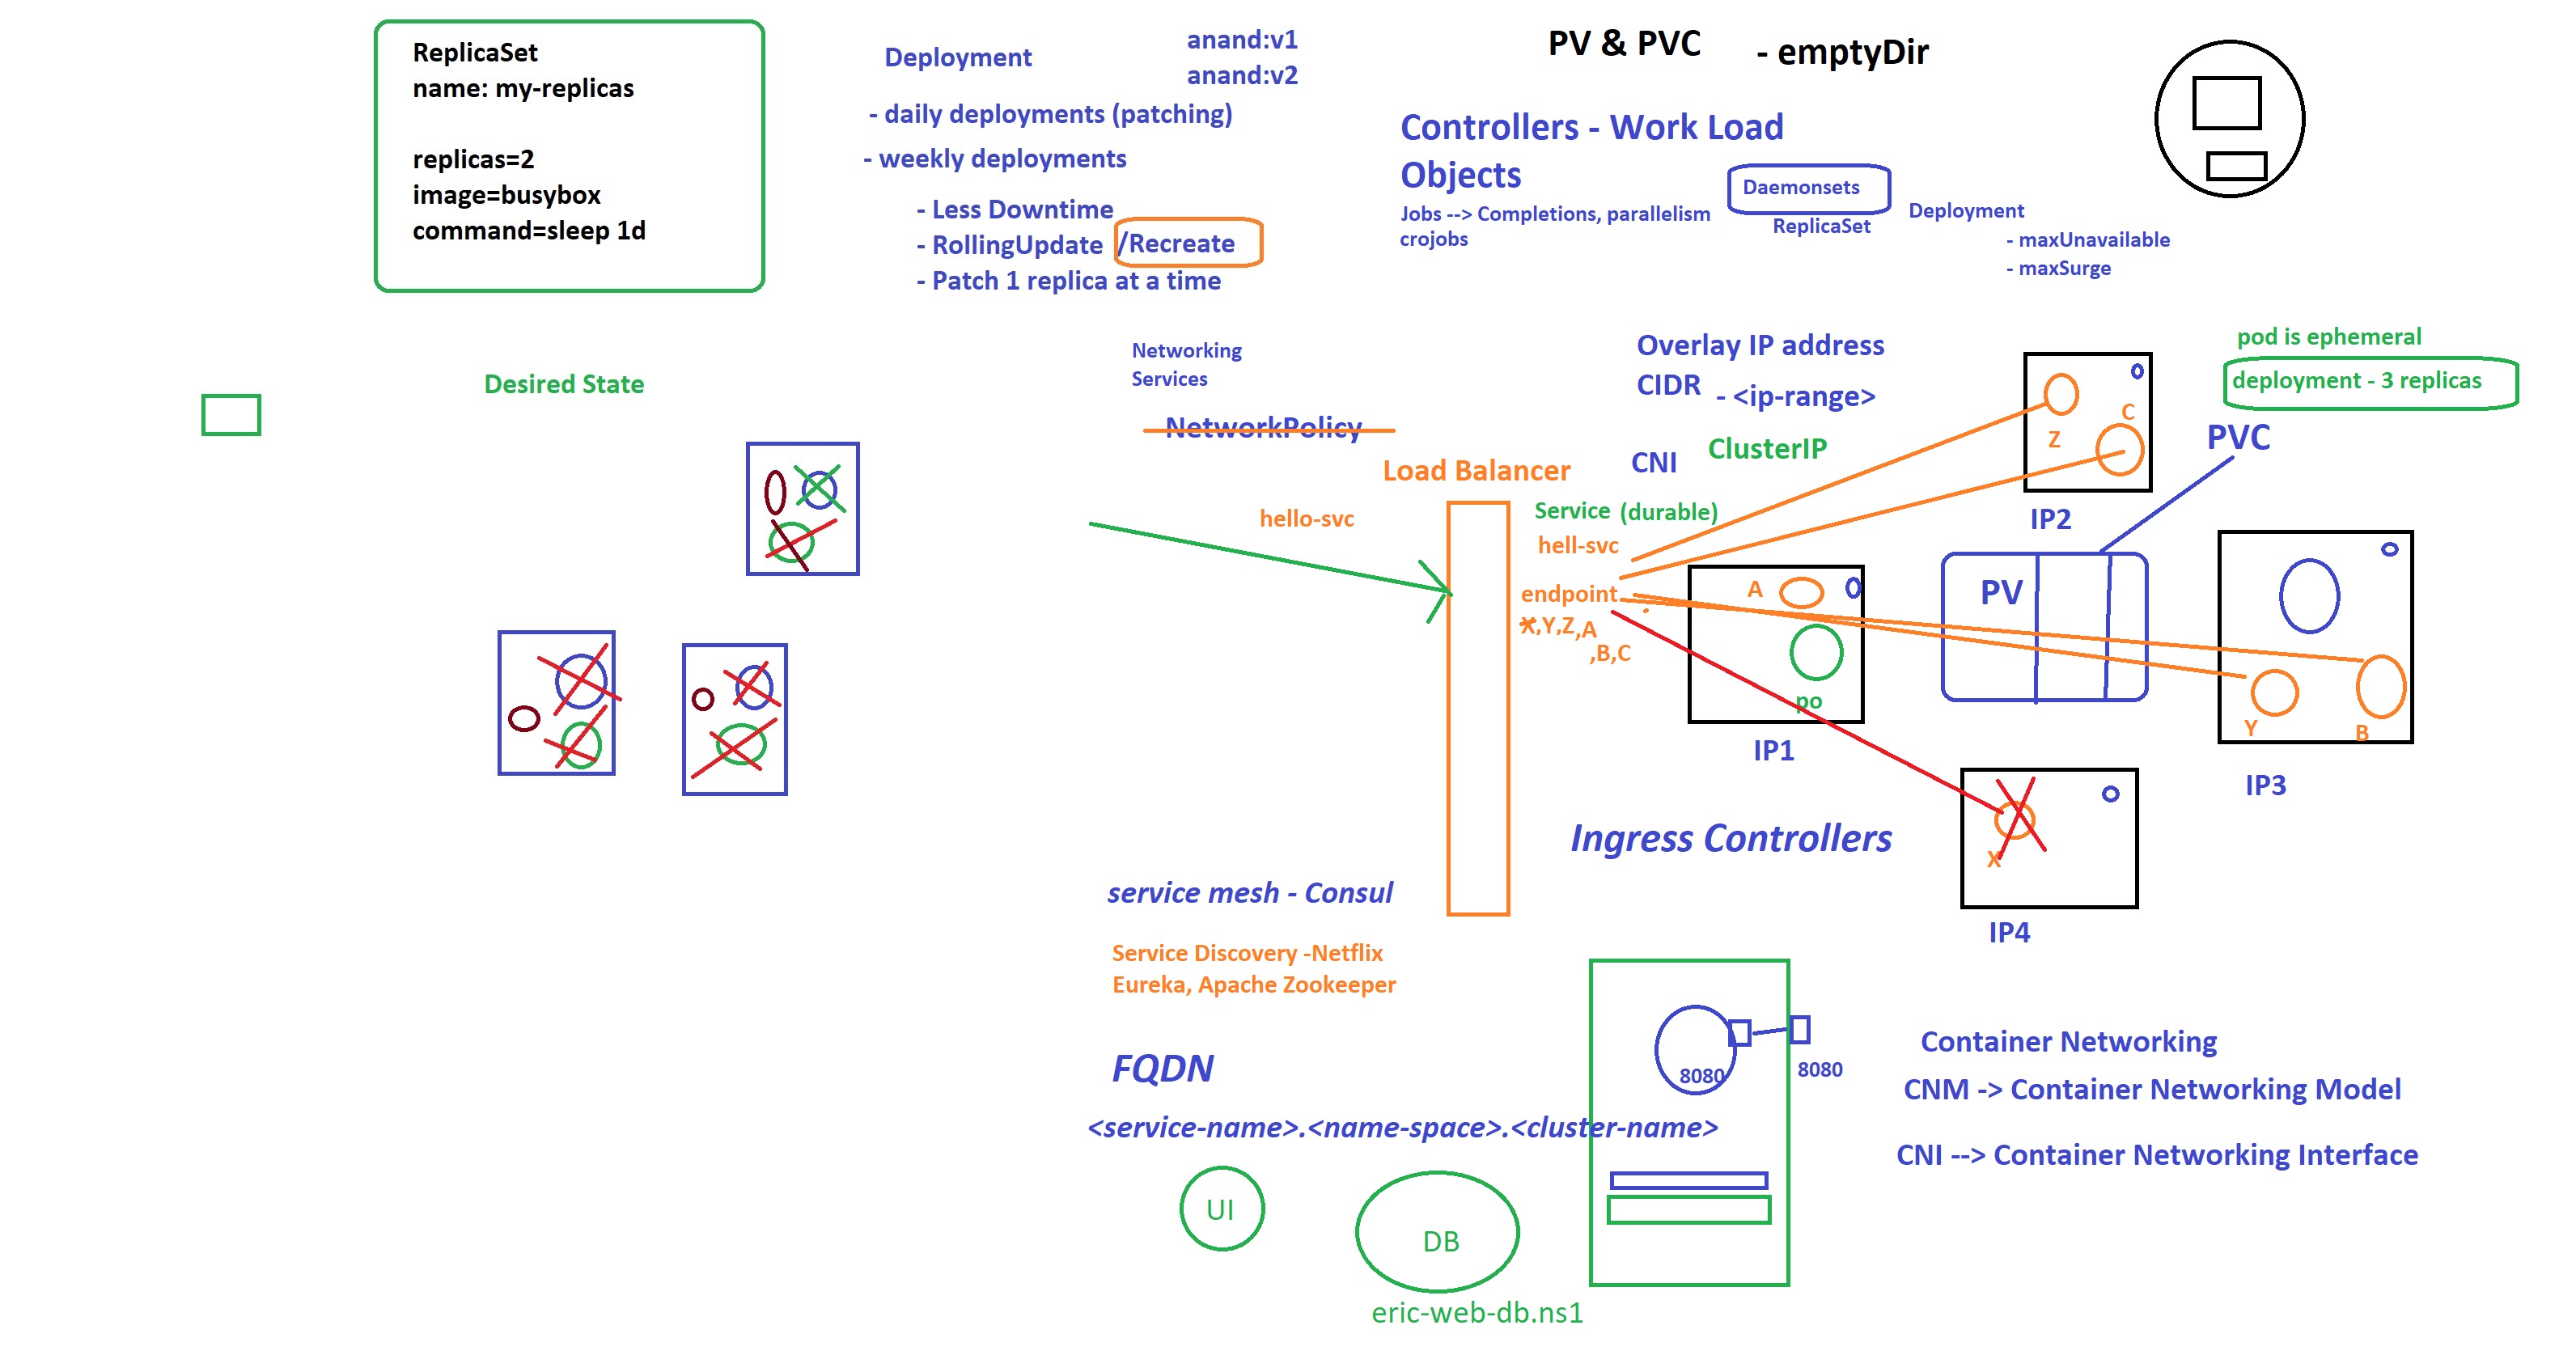 ReplicaSet
name: my-replicas
replicas=2
image=busybox
command=sleep 1d
Deployment
anand:v1
anand:v2
- daily deployments (patching)
- weekly deployments
- Less Downtime
- RollingUpdate /Recreate
- Patch 1 replica at a time
PV & PVC
- emptyDir
Controllers - Work Load
Objects
Jobs --> Completions, parallelism
crojobs
Daemonsets
ReplicaSet
Deployment
- maxUnavailable
- maxSurge
Desired State
Networking
Services
NetworkPolicy
Overlay IP address
CIDR
- <ip-range>
CNI
ClusterIP
Load Balancer
hello-svc
Service (durable)
hell-svc
endpoint
X,Y,Z,A
,B,C
pod is ephemeral
deployment - 3 replicas
PVC
C
Z
IP2
PV
A
po
IP1
Y
B
IP3
X
IP4
Ingress Controllers
service mesh - Consul
Service Discovery -Netflix
Eureka, Apache Zookeeper
FQDN
<service-name>.<name-space>.<cluster-name>
8080
8080
Container Networking
CNM -> Container Networking Model
CNI --> Container Networking Interface
UI
DB
eric-web-db.ns1